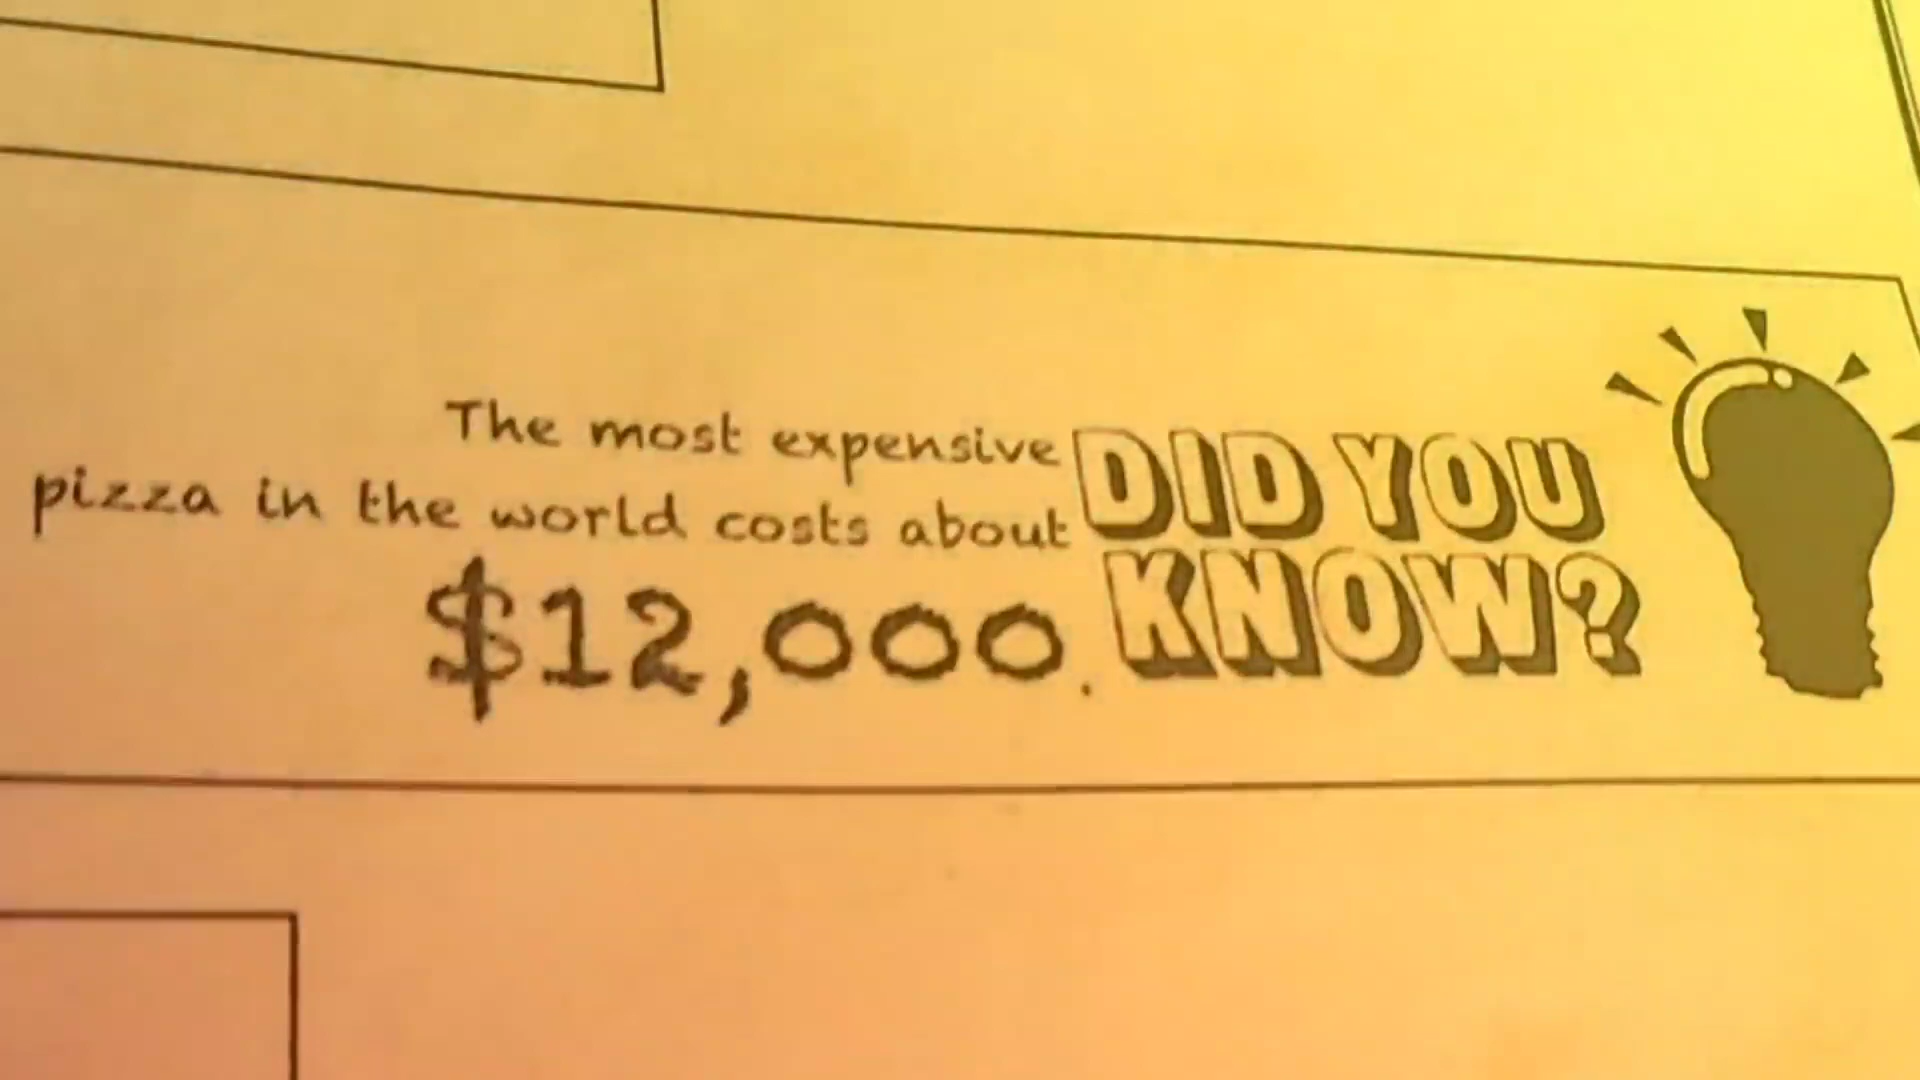 The most expensive
pizza in the world costs about
$12,000.
DID YOU
KNOW?